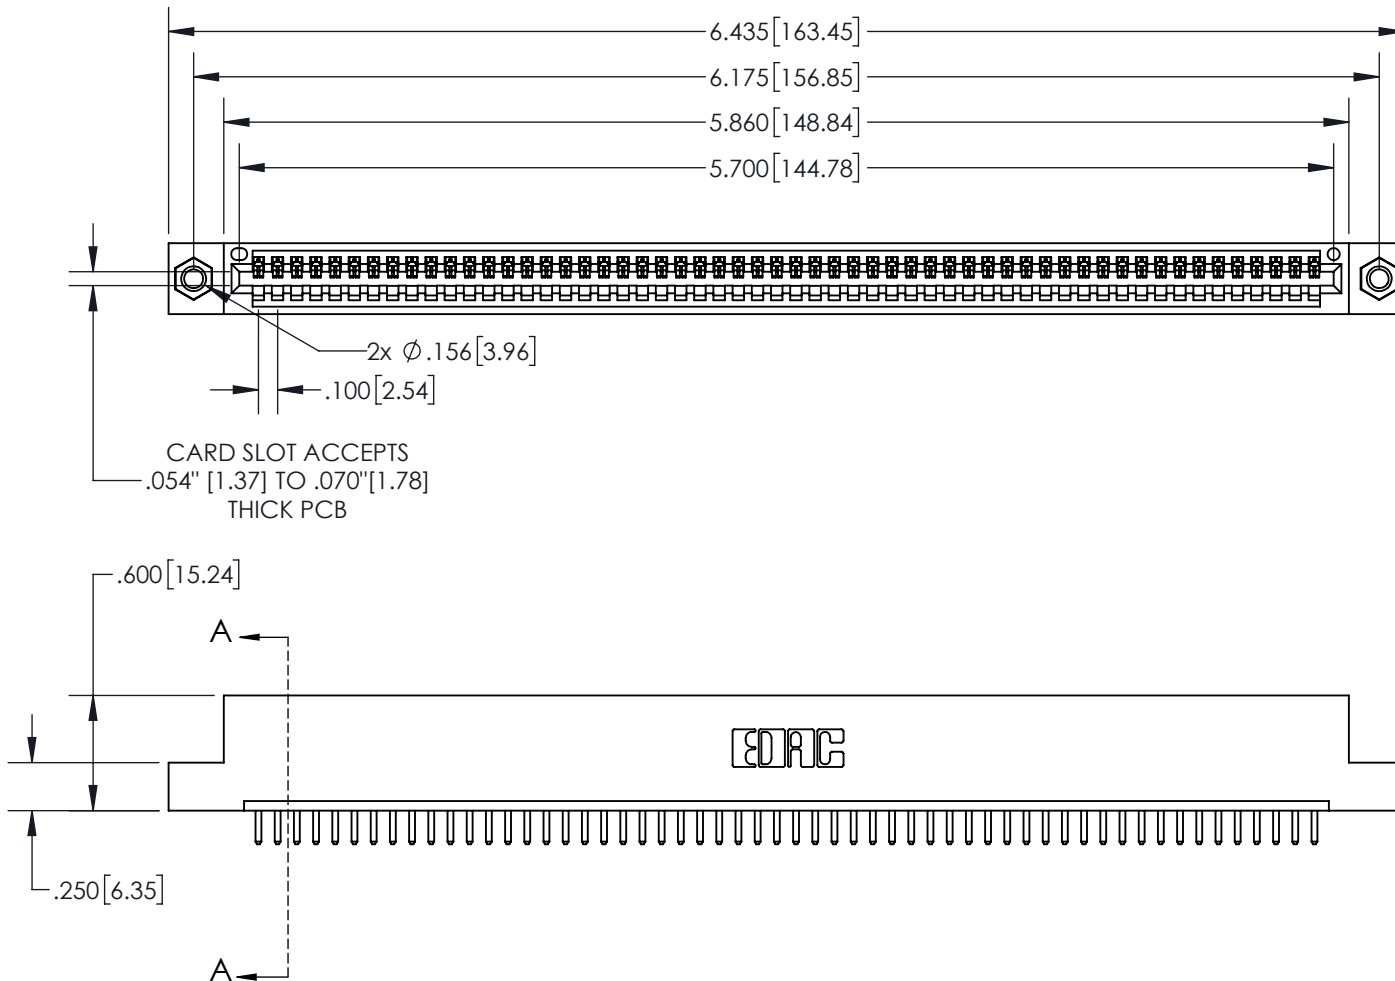 6.435[163.45]
6.175[156.85]
5.860[148.84]
5.700[144.78]
2x Ø.156[3.96]
.100[2.54]
CARD SLOT ACCEPTS
.054" [1.37] TO .070"[1.78]
THICK PCB
.600[15.24]
A
EDAC
.250[6.35]
A